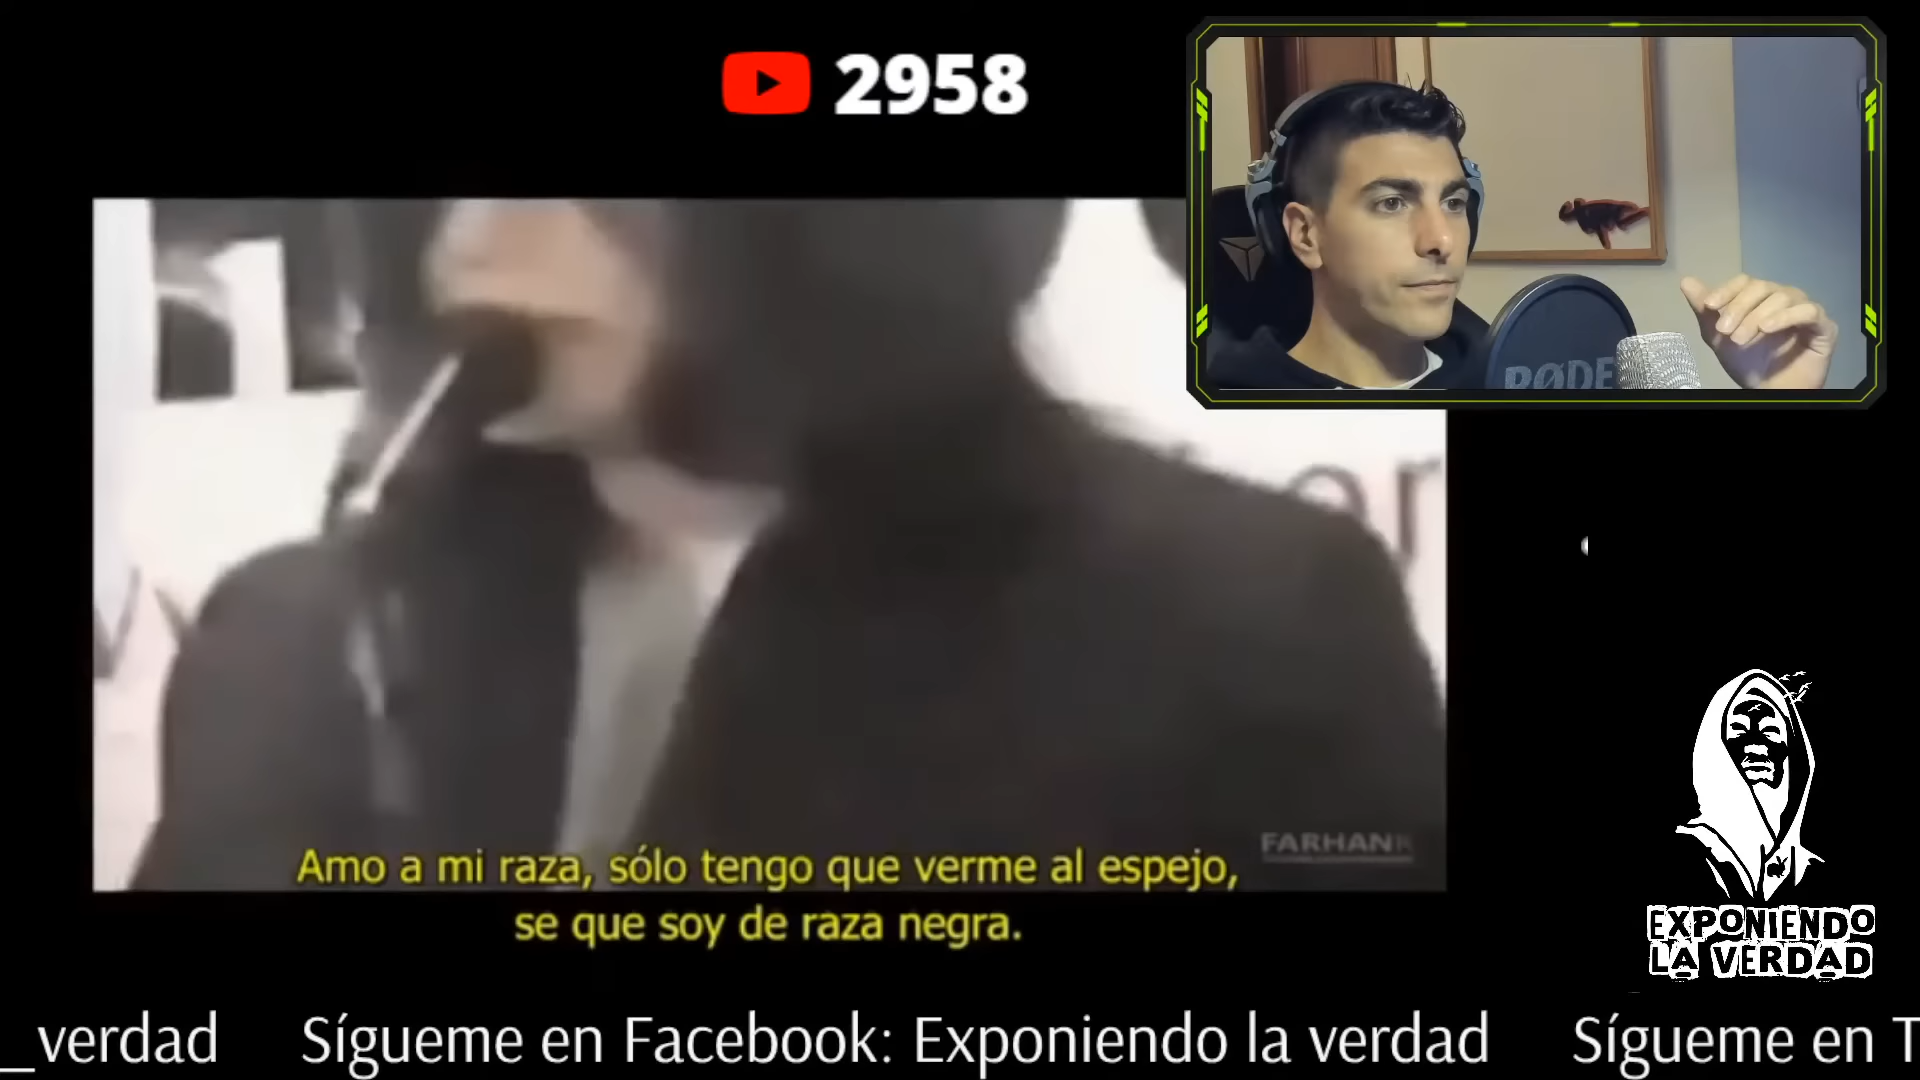 2958
RØDE
Amo a mi raza, sólo tengo que verme al espejo,
se que soy de raza negra.
FARHAN
EXPONIENDO
LA VERDAD
_verdad Sígueme en Facebook: Exponiendo la verdad Sígueme en T